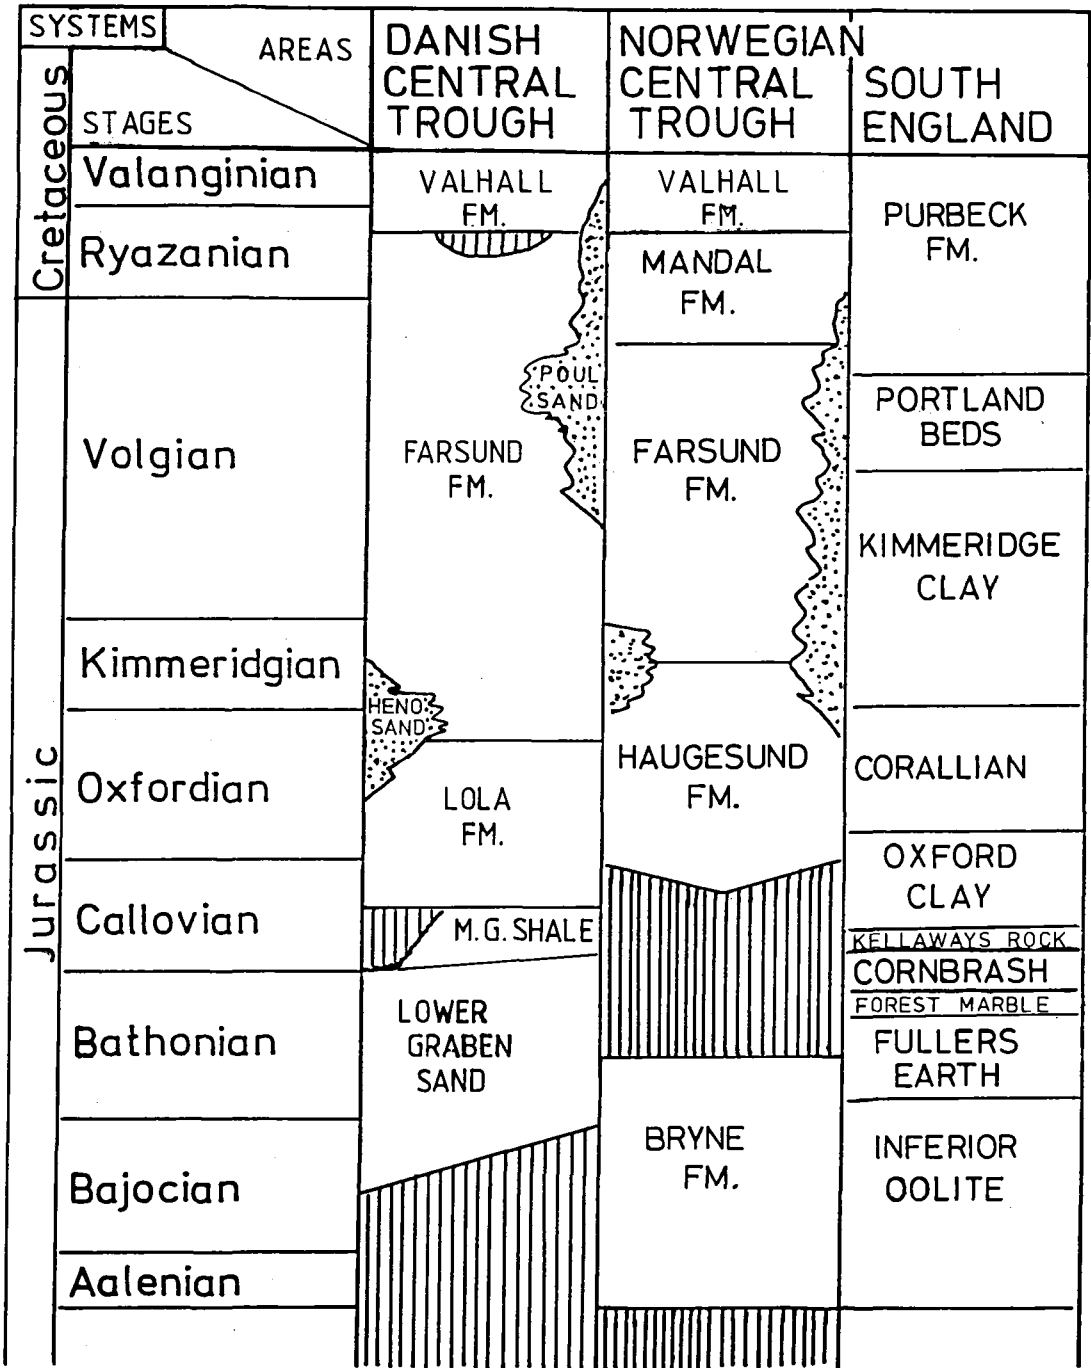 SYSTEMS
AREAS
STAGES
DANISH
CENTRAL
TROUGH
NORWEGIAN
CENTRAL
TROUGH
SOUTH
ENGLAND
Cretaceous
Jurassic
Valanginian
Ryazanian
Volgian
Kimmeridgian
Oxfordian
Callovian
Bathonian
Bajocian
Aalenian
VALHALL
FM.
POUL
SAND
FARSUND
FM.
HENO
SAND
LOLA
FM.
M.G. SHALE
LOWER
GRABEN
SAND
VALHALL
FM.
MANDAL
FM.
FARSUND
FM.
HAUGESUND
FM.
BRYNE
FM.
PURBECK
FM.
PORTLAND
BEDS
KIMMERIDGE
CLAY
CORALLIAN
OXFORD
CLAY
KELLAWAYS ROCK
CORNBRASH
FOREST MARBLE
FULLERS
EARTH
INFERIOR
OOLITE